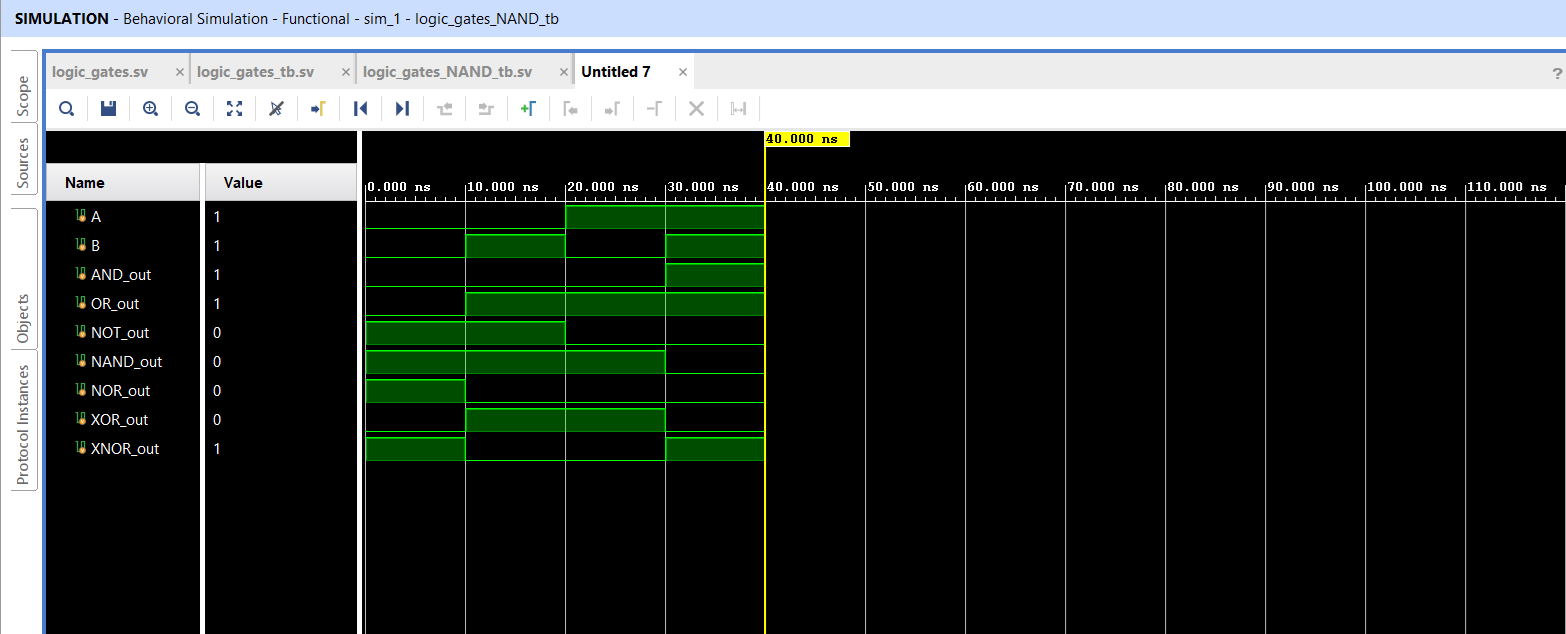 SIMULATION - Behavioral Simulation - Functional - sim_1 - logic_gates_NAND_tb
Scope
Sources
Objects
Protocol Instances
logic_gates.sv × logic_gates_tb.sv × logic_gates_NAND_tb.sv × Untitled 7 × ?
40.000 ns
Name Value
0.000 ns 10.000 ns 20.000 ns 30.000 ns 40.000 ns 50.000 ns 60.000 ns 70.000 ns 80.000 ns 90.000 ns 100.000 ns 110.000 ns
A 1
B 1
AND_out 1
OR_out 1
NOT_out 0
NAND_out 0
NOR_out 0
XOR_out 0
XNOR_out 1